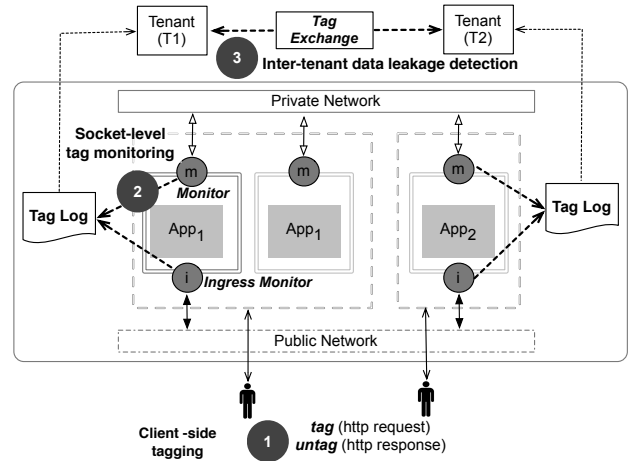 Tenant
(T1)
Tag
Exchange
Tenant
(T2)
3
Inter-tenant data leakage detection
Private Network
Socket-level
tag monitoring
m
m
m
2
Monitor
Tag Log
App1
App1
App2
Tag Log
i
Ingress Monitor
i
Public Network
Client -side
tagging
1
tag (http request)
untag (http response)